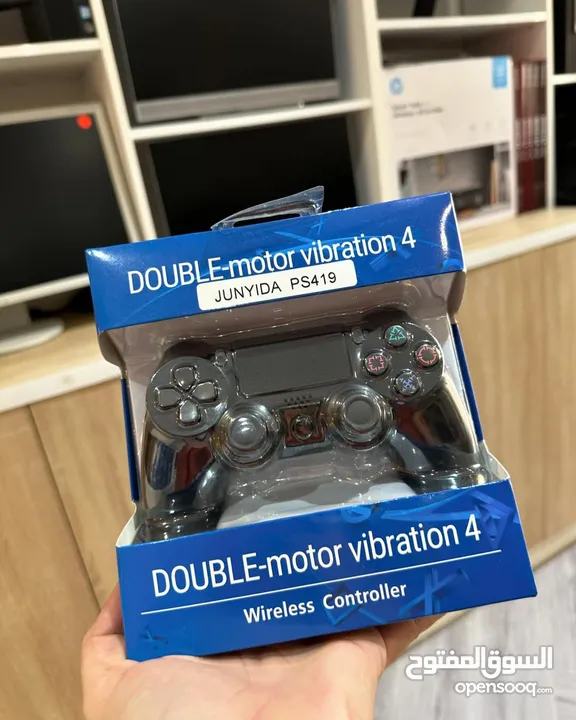 DOUBLE-motor vibration 4
JUNYIDA PS419
DOUBLE-motor vibration 4
Wireless Controller
السوق المفتوح
opensooq.com